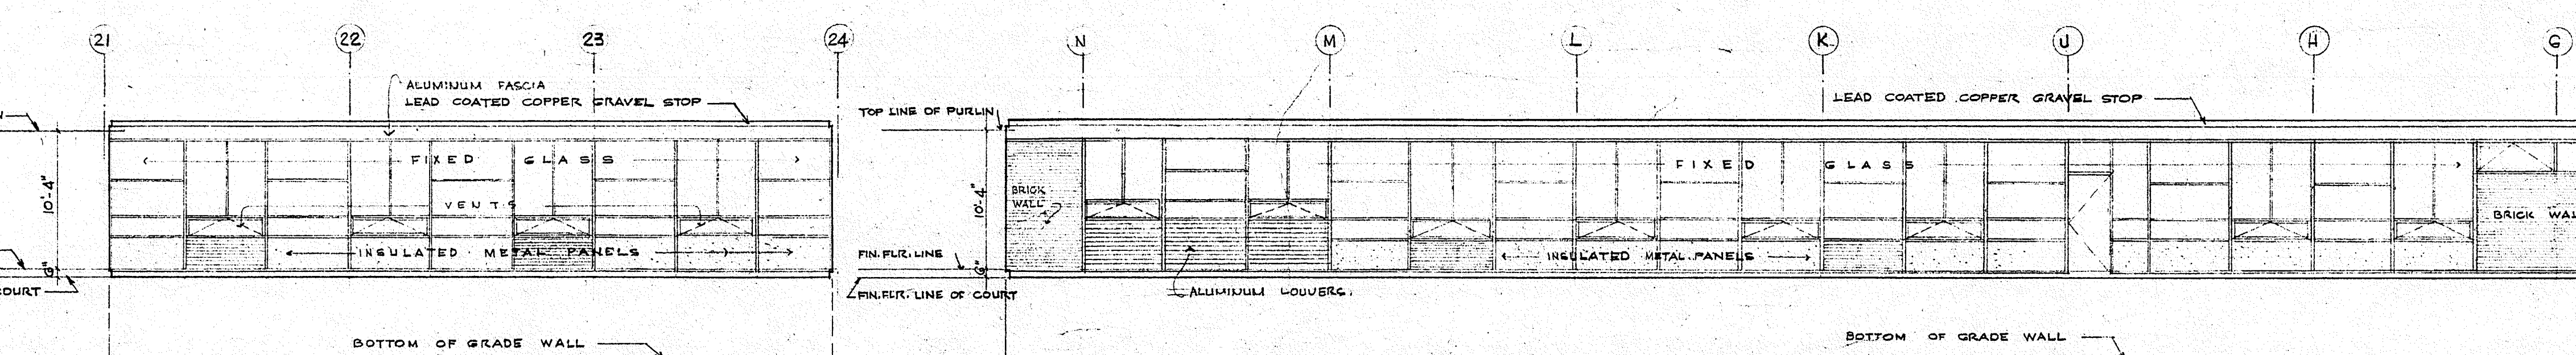 21
22
23
24
N
M
L
K
U
H
G
ALUMINUM FASCIA
LEAD COATED COPPER GRAVEL STOP
LEAD COATED COPPER GRAVEL STOP
TOP LINE OF PURLIN
FIXED GLASS
FIXED GLASS
10'-4"
VENTS
10'-4"
BRICK
WALL
BRICK WAL
INSULATED METAL PANELS
FIN. FLR. LINE
INSULATED METAL PANELS
6"
6"
COURT
FIN. FLR. LINE OF COURT
ALUMINUM LOUVERS.
BOTTOM OF GRADE WALL
BOTTOM OF GRADE WALL